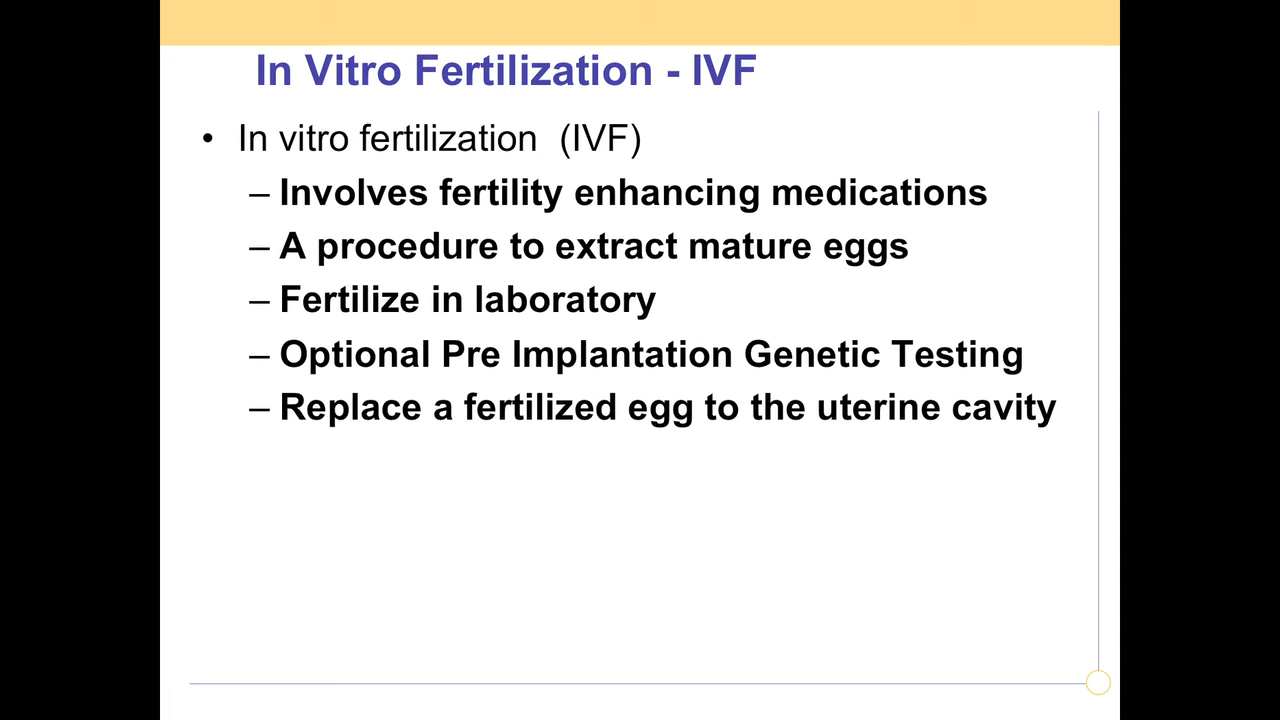 In Vitro Fertilization - IVF
• In vitro fertilization  (IVF)
– Involves fertility enhancing medications
– A procedure to extract mature eggs
– Fertilize in laboratory
– Optional Pre Implantation Genetic Testing
– Replace a fertilized egg to the uterine cavity